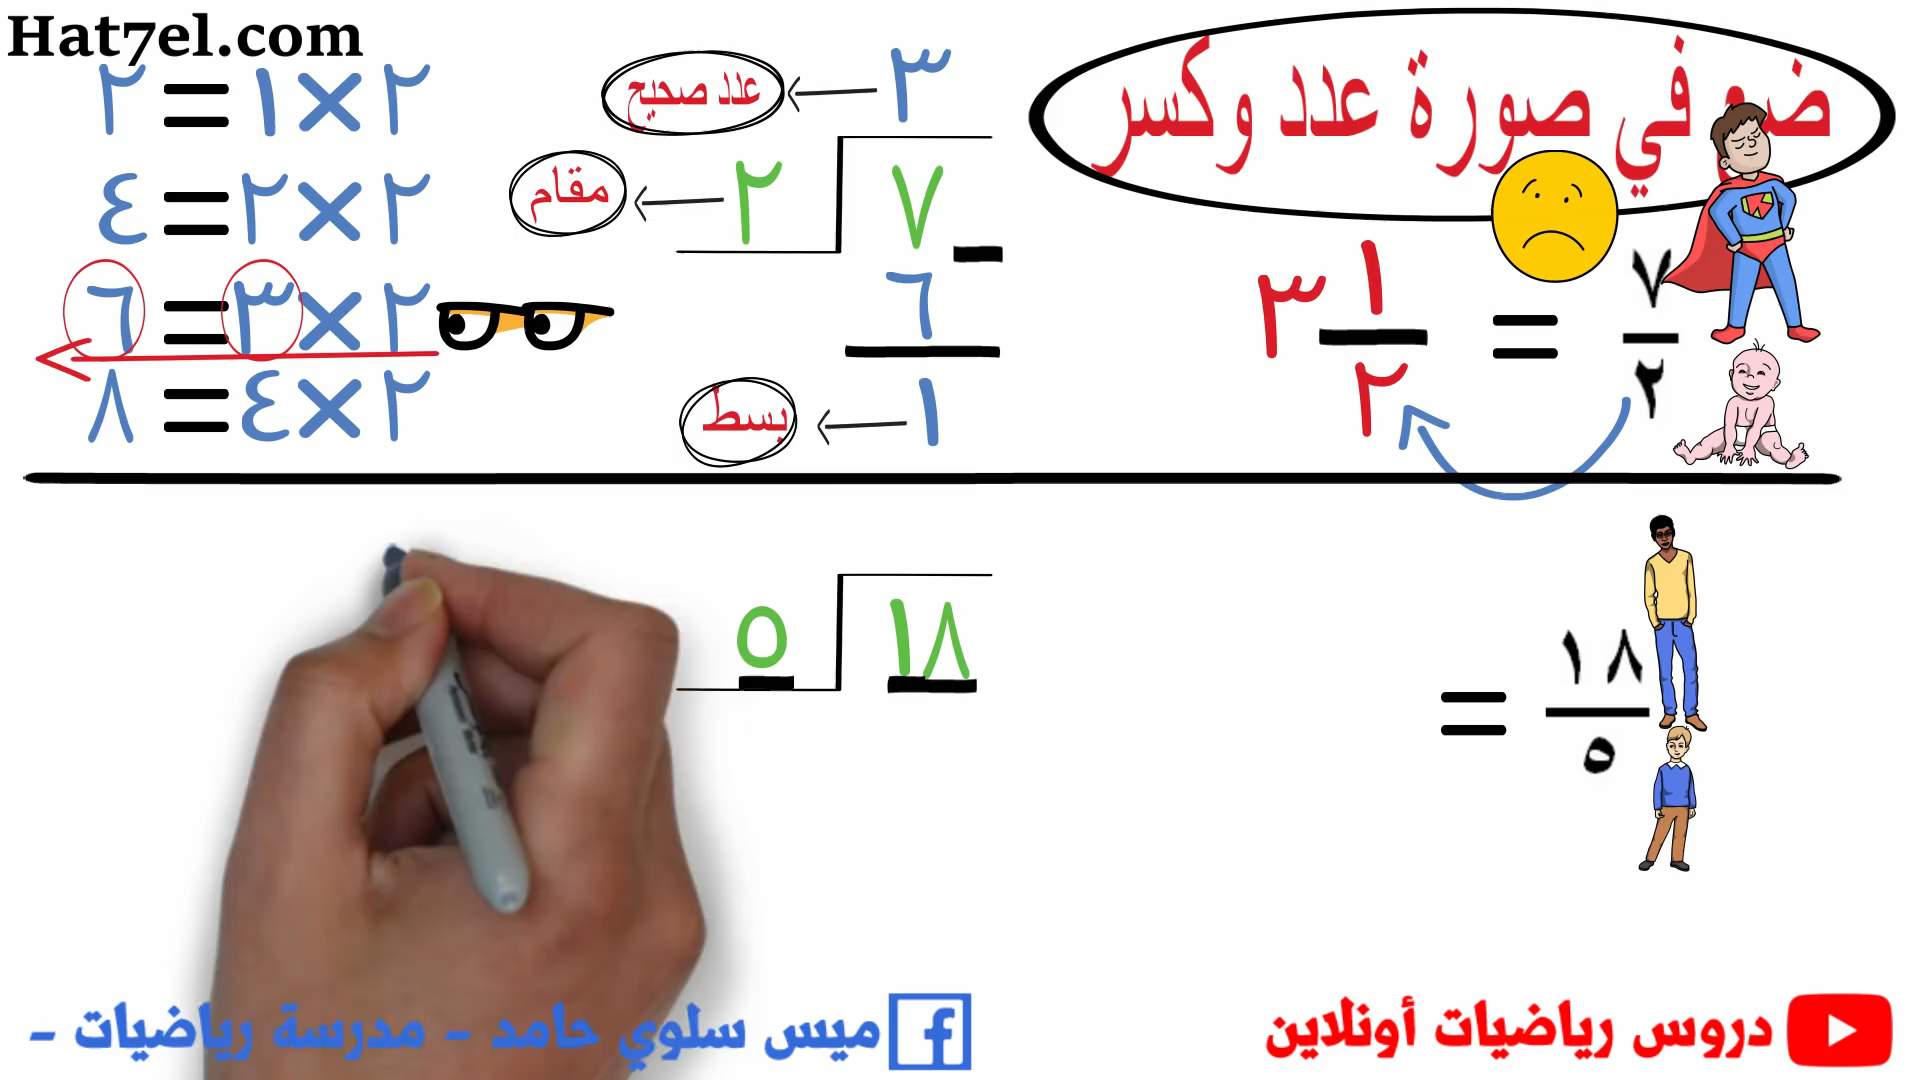 Hat7el.com
ضع في صورة عدد وكسر
٧/٢ = ٣ ١/٢
٣
عدد صحيح
٢
٧
مقام
٦
١
بسط
٢ × ١ = ٢
٢ × ٢ = ٤
٢ × ٣ = ٦
٢ × ٤ = ٨
١٨/٥ =
١٨
٥
دروس رياضيات أونلاين
ميس سلوي حامد - مدرسة رياضيات -